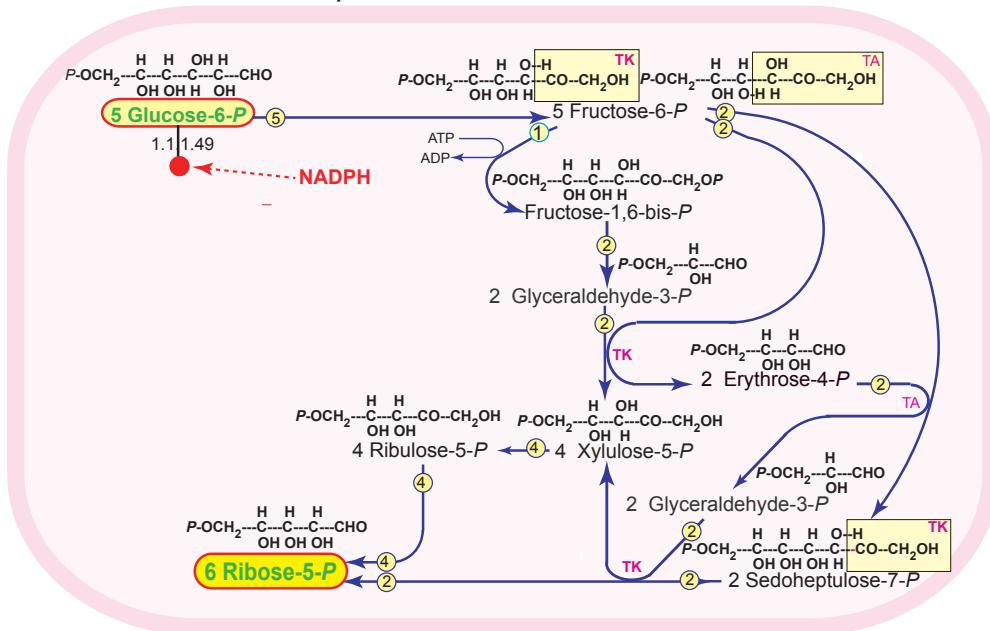 H H OH H
P-OCH2---C---C---C---C---CHO
OH OH H OH
5 Glucose-6-P
1.1.1.49
NADPH
–
5
H H O--H TK
P-OCH2---C---C---C---CO--CH2OH
OH OH H
H H OH TA
P-OCH2---C---C---C---CO--CH2OH
OH O--H H
5 Fructose-6-P
2
2
1
ATP
ADP
H H OH
P-OCH2---C---C---C---CO--CH2OP
OH OH H
Fructose-1,6-bis-P
2
H
P-OCH2---C---CHO
OH
2 Glyceraldehyde-3-P
2
TK
H H
P-OCH2---C---C---CHO
OH OH
2 Erythrose-4-P
2
TA
H H
P-OCH2---C---C---CO--CH2OH
OH OH
4 Ribulose-5-P
4
H OH
P-OCH2---C---C---CO--CH2OH
OH H
4 Xylulose-5-P
H
P-OCH2---C---CHO
OH
2 Glyceraldehyde-3-P
4
2
H H H
P-OCH2---C---C---C---CHO
OH OH OH
6 Ribose-5-P
4
2
TK
2
H H H O--H TK
P-OCH2---C---C---C---C---CO--CH2OH
OH OH OH H
2 Sedoheptulose-7-P